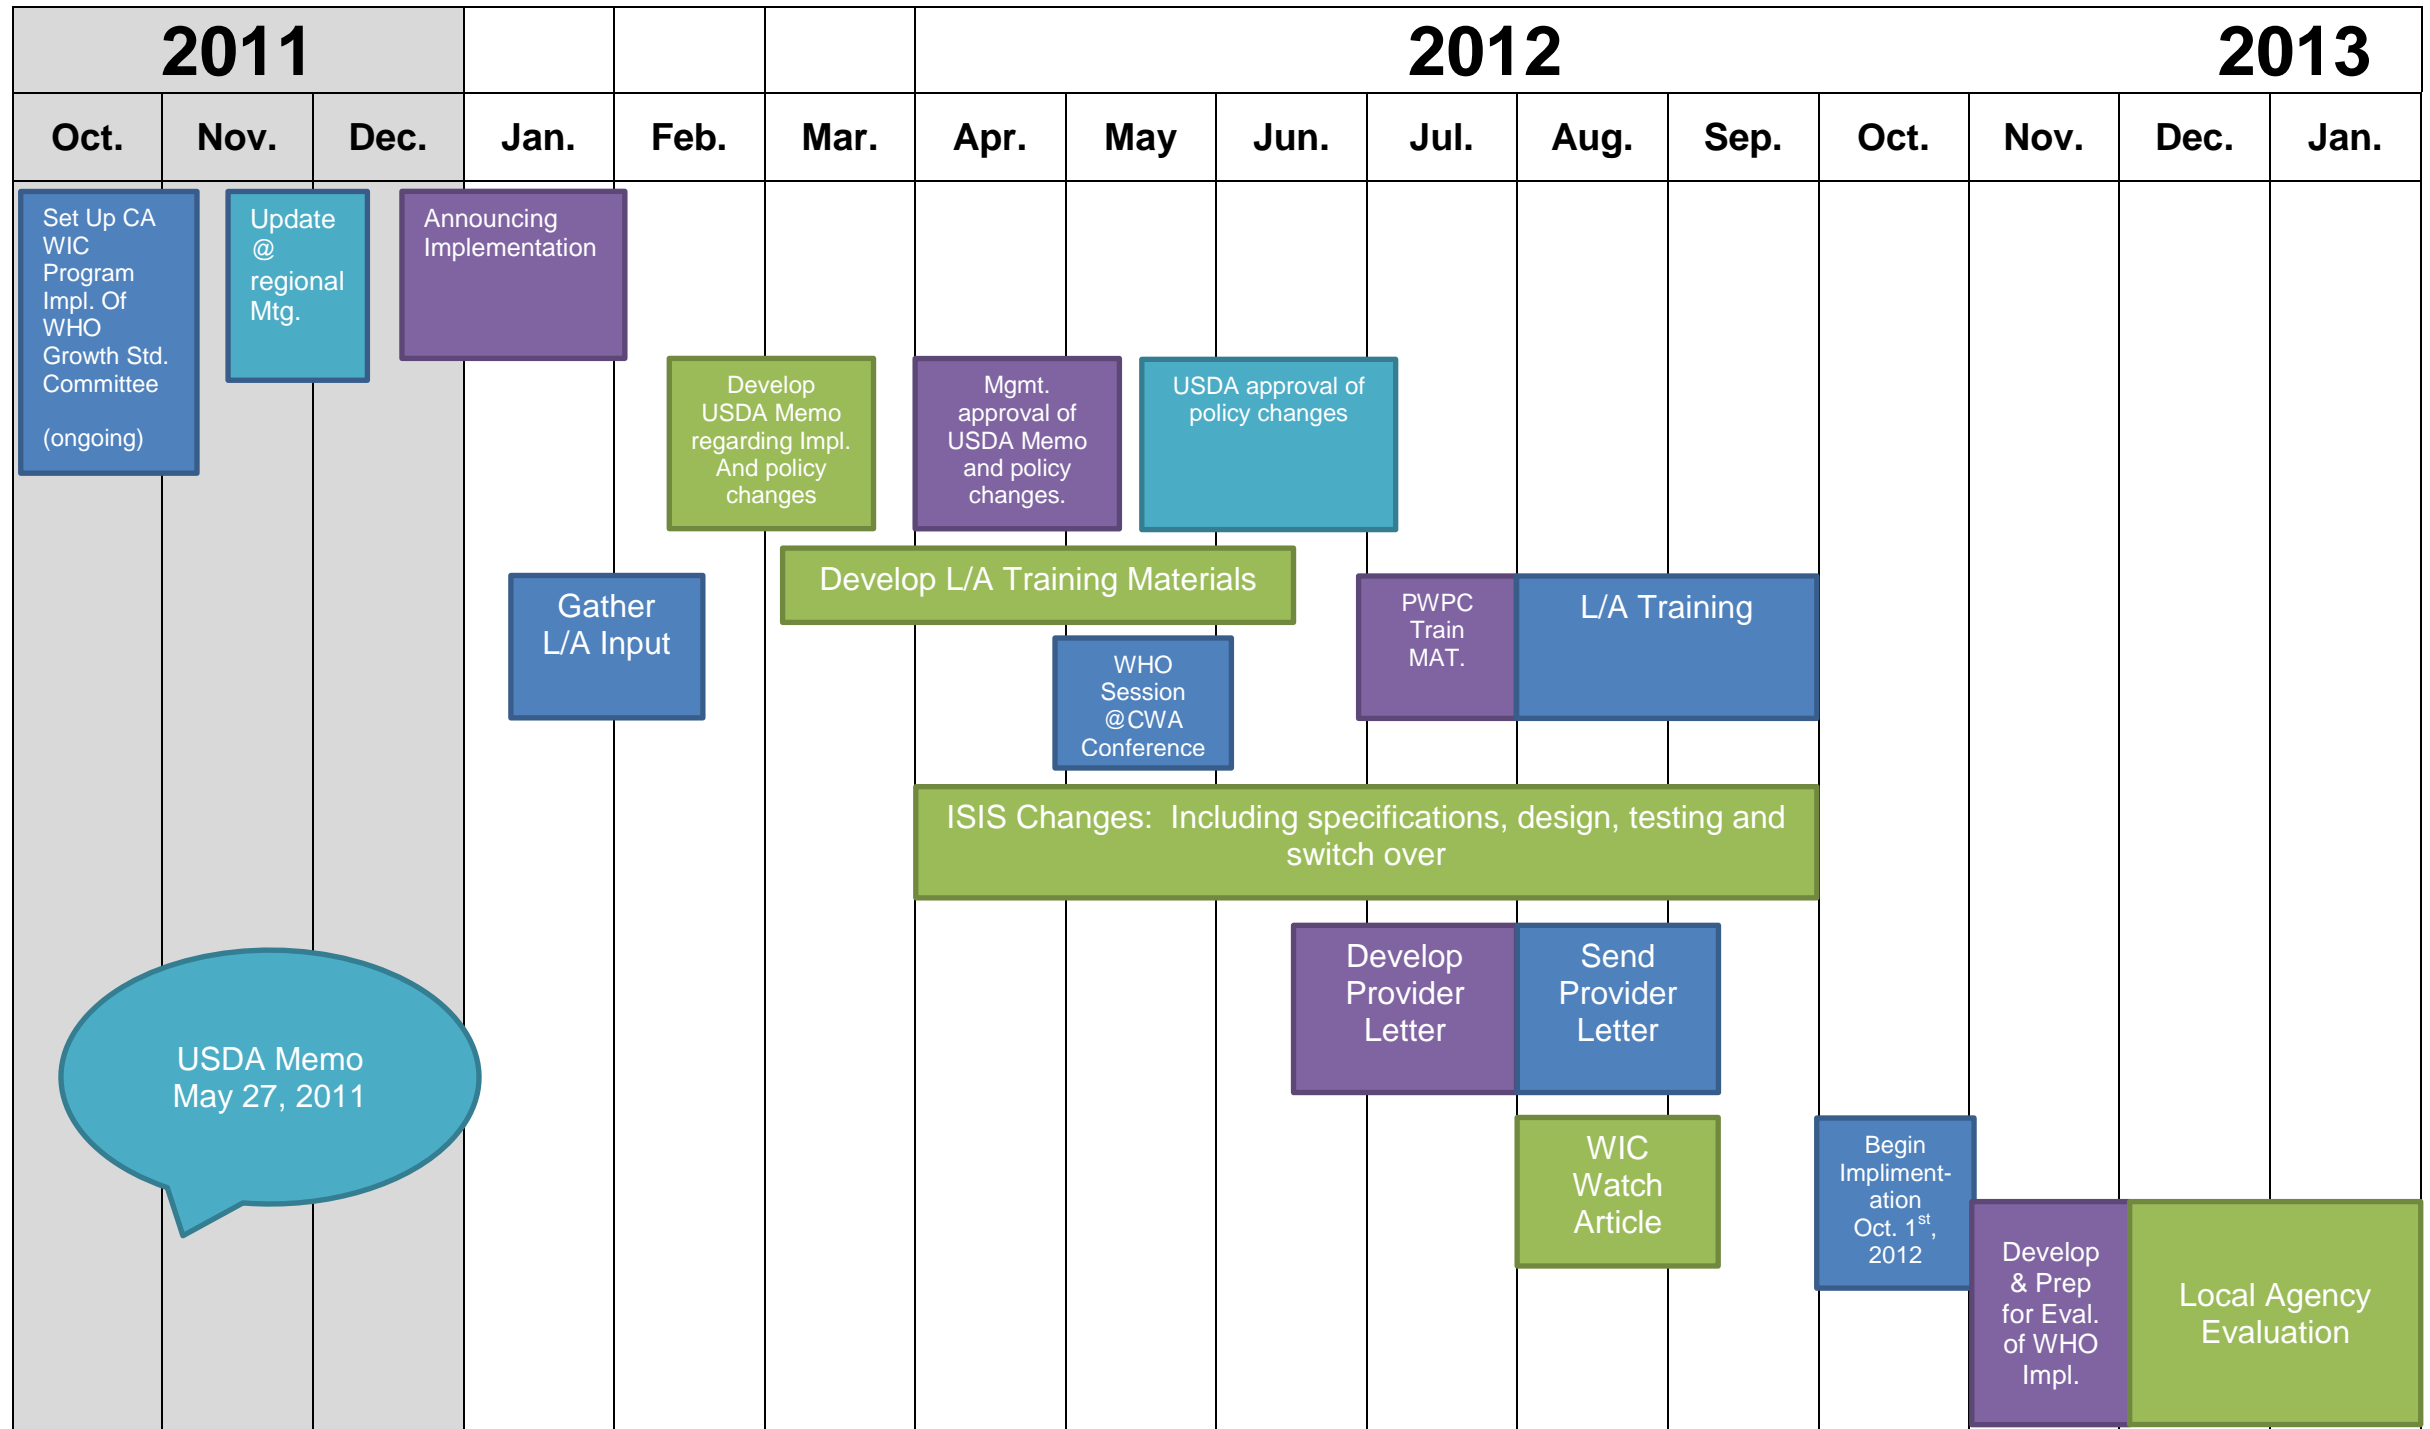 2011
2012
2013
Oct.
Nov.
Dec.
Jan.
Feb.
Mar.
Apr.
May
Jun.
Jul.
Aug.
Sep.
Oct.
Nov.
Dec.
Jan.
Set Up CA
WIC
Program
Impl. Of
WHO
Growth Std.
Committee
(ongoing)
Update
@
regional
Mtg.
Announcing
Implementation
Develop
USDA Memo
regarding Impl.
And policy
changes
Mgmt.
approval of
USDA Memo
and policy
changes.
USDA approval of
policy changes
Develop L/A Training Materials
Gather
L/A Input
PWPC
Train
MAT.
L/A Training
WHO
Session
@CWA
Conference
ISIS Changes:  Including specifications, design, testing and
switch over
Develop
Provider
Letter
Send
Provider
Letter
USDA Memo
May 27, 2011
WIC
Watch
Article
Begin
Impliment-
ation
Oct. 1st,
2012
Develop
& Prep
for Eval.
of WHO
Impl.
Local Agency
Evaluation